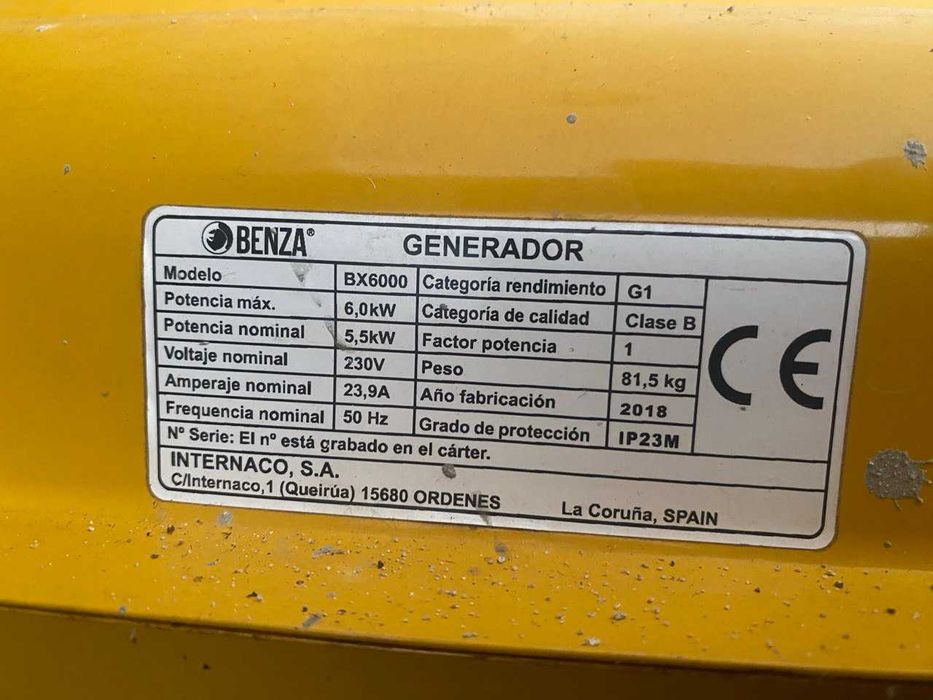 BENZA® GENERADOR
Modelo BX6000 Categoría rendimiento G1
Potencia máx. 6,0kW Categoría de calidad Clase B
Potencia nominal 5,5kW Factor potencia 1
Voltaje nominal 230V Peso 81,5 kg
Amperaje nominal 23,9A Año fabricación 2018
Frequencia nominal 50 Hz Grado de protección IP23M
CE
Nº Serie: El nº está grabado en el cárter.
INTERNACO, S.A.
C/Internaco,1 (Queirúa) 15680 ORDENES La Coruña, SPAIN